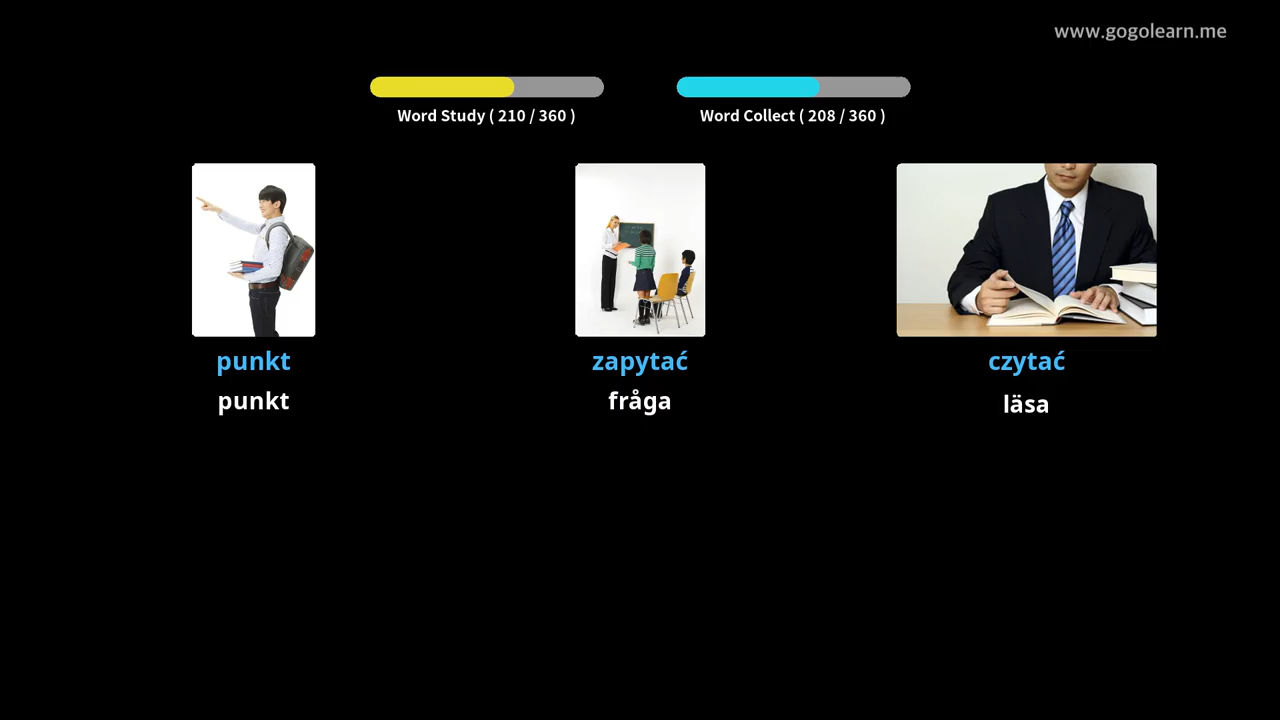 www.gogolearn.me
Word Study ( 210 / 360 )
Word Collect ( 208 / 360 )
punkt
punkt
zapytać
fråga
czytać
läsa